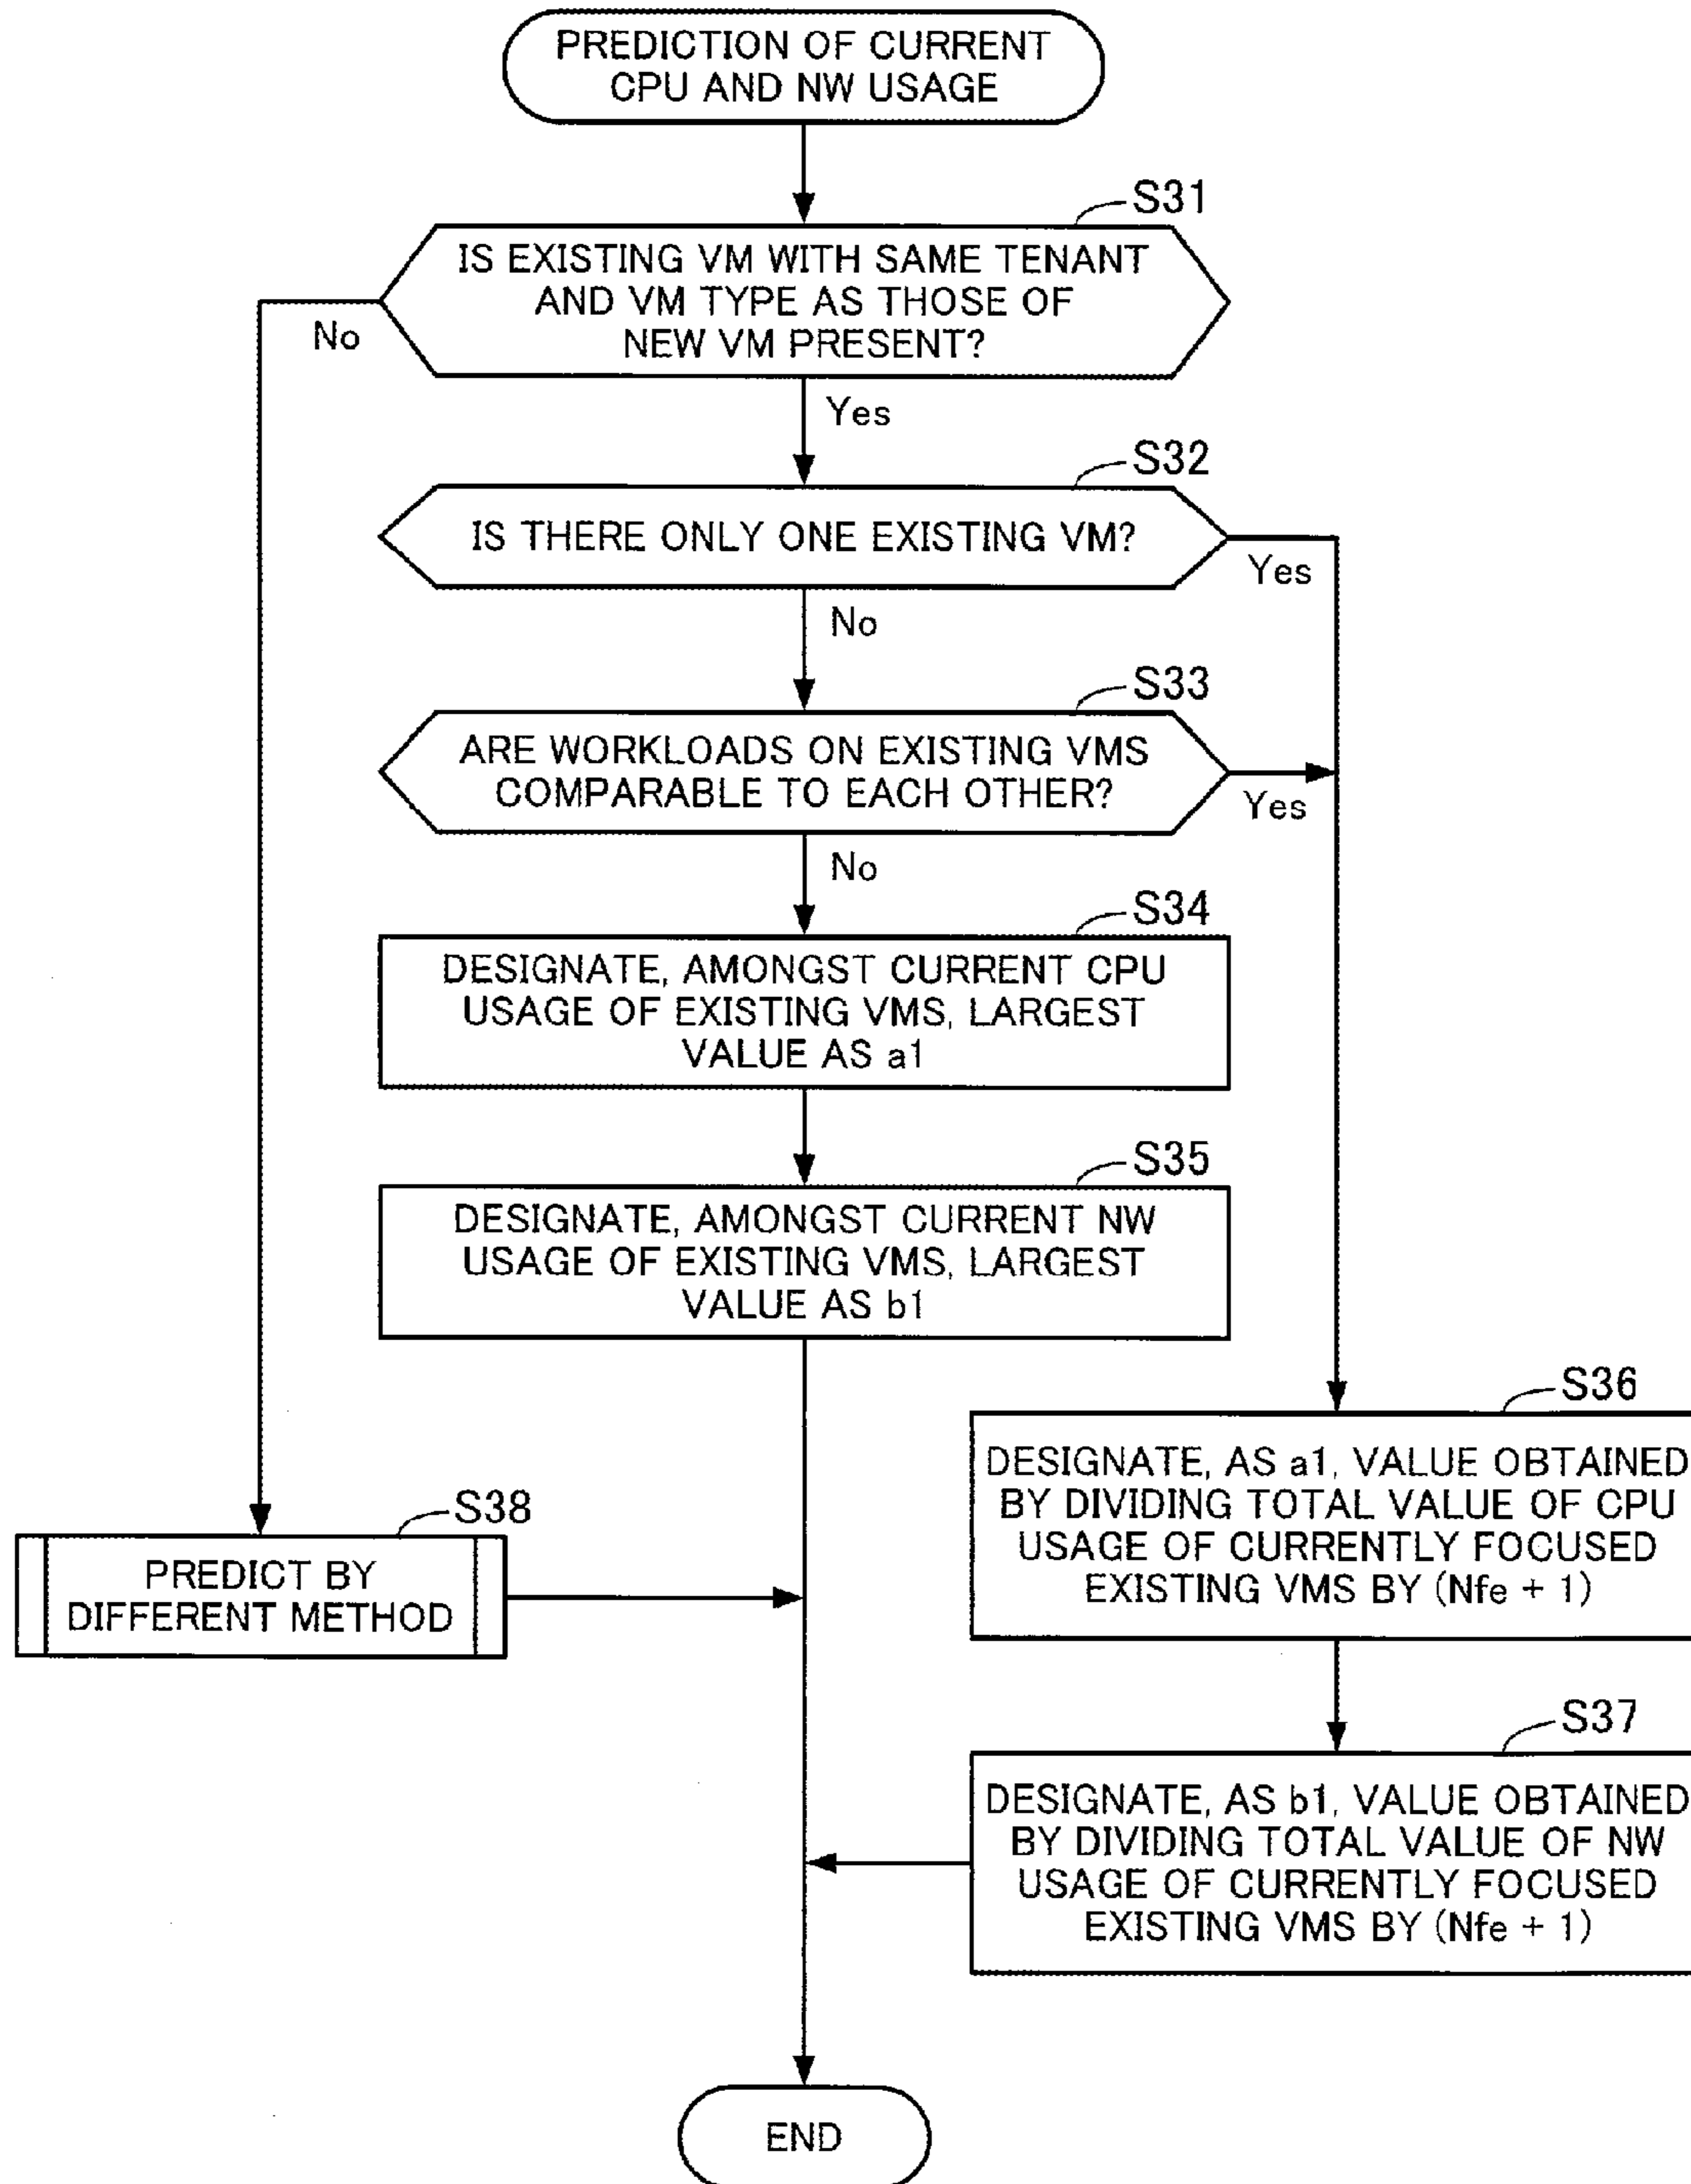 PREDICTION OF CURRENT
CPU AND NW USAGE
S31
IS EXISTING VM WITH SAME TENANT
AND VM TYPE AS THOSE OF
NEW VM PRESENT?
No
Yes
S32
IS THERE ONLY ONE EXISTING VM?
Yes
No
S33
ARE WORKLOADS ON EXISTING VMS
COMPARABLE TO EACH OTHER?
Yes
No
S34
DESIGNATE, AMONGST CURRENT CPU
USAGE OF EXISTING VMS, LARGEST
VALUE AS a1
S35
DESIGNATE, AMONGST CURRENT NW
USAGE OF EXISTING VMS, LARGEST
VALUE AS b1
S36
DESIGNATE, AS a1, VALUE OBTAINED
BY DIVIDING TOTAL VALUE OF CPU
USAGE OF CURRENTLY FOCUSED
EXISTING VMS BY (Nfe + 1)
S38
PREDICT BY
DIFFERENT METHOD
S37
DESIGNATE, AS b1, VALUE OBTAINED
BY DIVIDING TOTAL VALUE OF NW
USAGE OF CURRENTLY FOCUSED
EXISTING VMS BY (Nfe + 1)
END